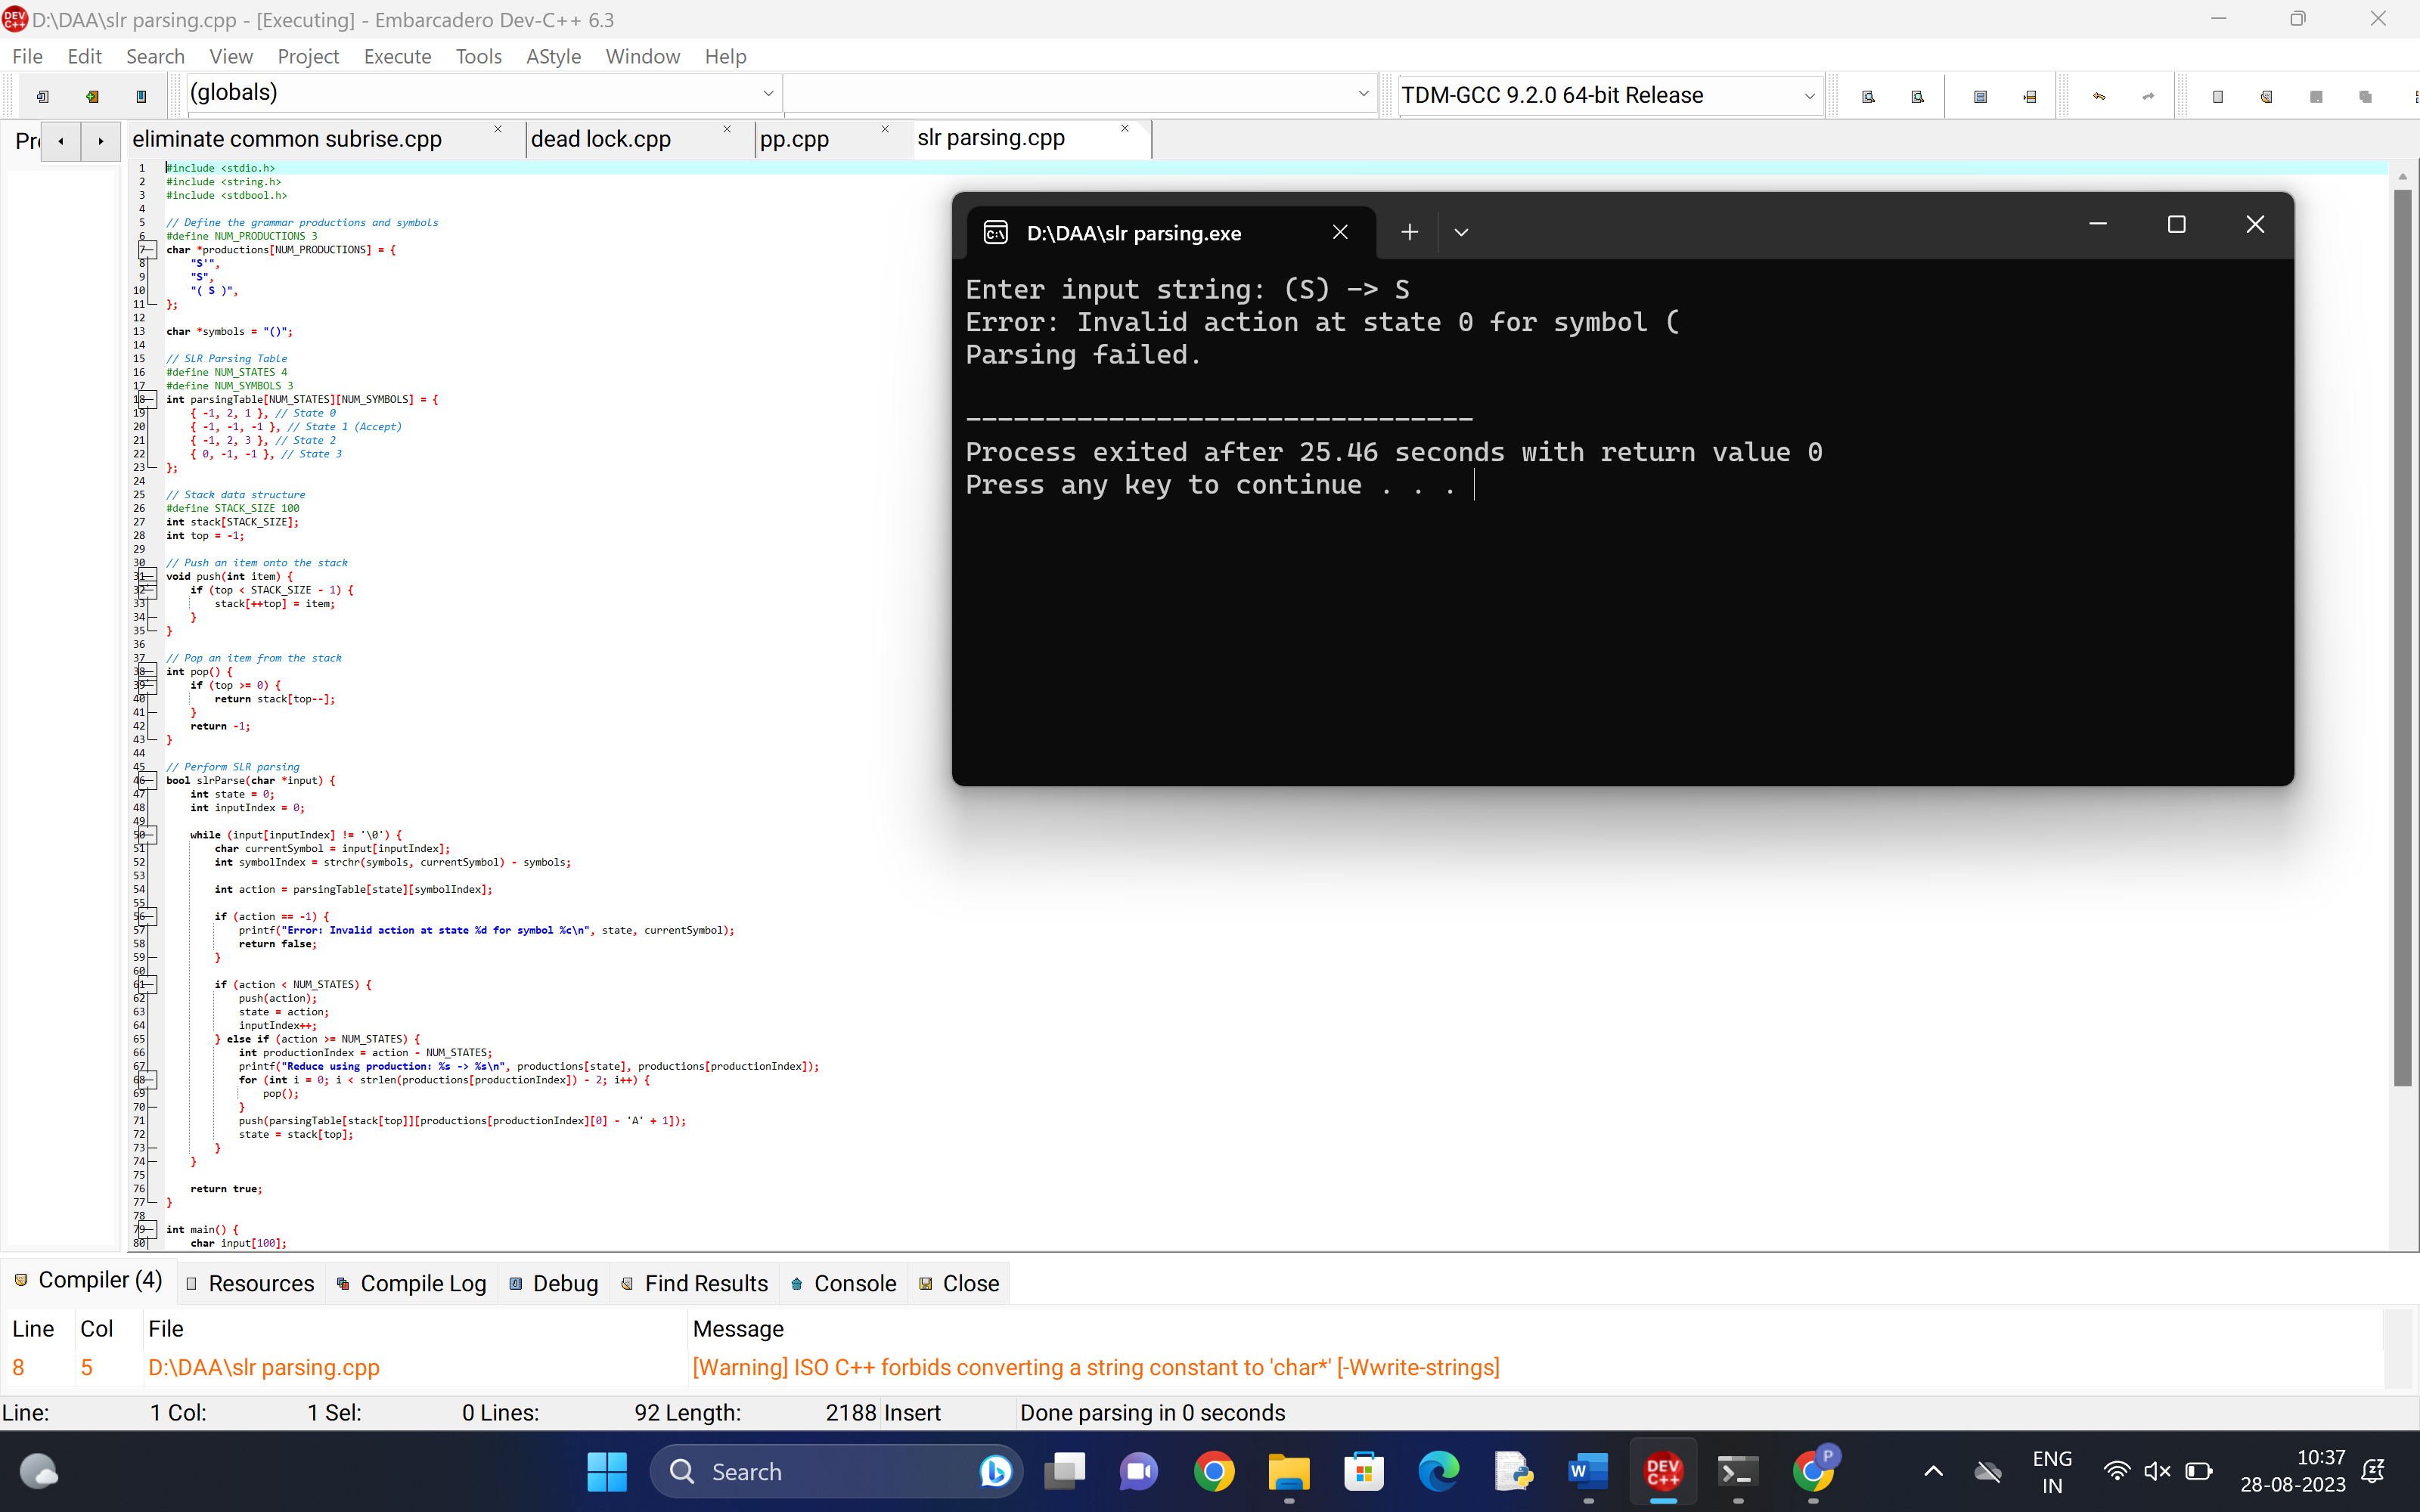 D:\DAA\slr parsing.cpp - [Executing] - Embarcadero Dev-C++ 6.3
File Edit Search View Project Execute Tools AStyle Window Help
(globals)
TDM-GCC 9.2.0 64-bit Release
eliminate common subrise.cpp dead lock.cpp pp.cpp slr parsing.cpp
1 #include <stdio.h>
2 #include <string.h>
3 #include <stdbool.h>
4
5 // Define the grammar productions and symbols
6 #define NUM_PRODUCTIONS 3
7 char *productions[NUM_PRODUCTIONS] = {
8 "S'",
9 "S",
10 "( S )",
11 };
12
13 char *symbols = "()";
14
15 // SLR Parsing Table
16 #define NUM_STATES 4
17 #define NUM_SYMBOLS 3
18 int parsingTable[NUM_STATES][NUM_SYMBOLS] = {
19 { -1, 2, 1 }, // State 0
20 { -1, -1, -1 }, // State 1 (Accept)
21 { -1, 2, 3 }, // State 2
22 { 0, -1, -1 }, // State 3
23 };
24
25 // Stack data structure
26 #define STACK_SIZE 100
27 int stack[STACK_SIZE];
28 int top = -1;
29
30 // Push an item onto the stack
31 void push(int item) {
32 if (top < STACK_SIZE - 1) {
33 stack[++top] = item;
34 }
35 }
36
37 // Pop an item from the stack
38 int pop() {
39 if (top >= 0) {
40 return stack[top--];
41 }
42 return -1;
43 }
44
45 // Perform SLR parsing
46 bool slrParse(char *input) {
47 int state = 0;
48 int inputIndex = 0;
49
50 while (input[inputIndex] != '\0') {
51 char currentSymbol = input[inputIndex];
52 int symbolIndex = strchr(symbols, currentSymbol) - symbols;
53
54 int action = parsingTable[state][symbolIndex];
55
56 if (action == -1) {
57 printf("Error: Invalid action at state %d for symbol %c\n", state, currentSymbol);
58 return false;
59 }
60
61 if (action < NUM_STATES) {
62 push(action);
63 state = action;
64 inputIndex++;
65 } else if (action >= NUM_STATES) {
66 int productionIndex = action - NUM_STATES;
67 printf("Reduce using production: %s -> %s\n", productions[state], productions[productionIndex]);
68 for (int i = 0; i < strlen(productions[productionIndex]) - 2; i++) {
69 pop();
70 }
71 push(parsingTable[stack[top]][productions[productionIndex][0] - 'A' + 1]);
72 state = stack[top];
73 }
74 }
75
76 return true;
77 }
78
79 int main() {
80 char input[100];
D:\DAA\slr parsing.exe
Enter input string: (S) -> S
Error: Invalid action at state 0 for symbol (
Parsing failed.
--------------------------------
Process exited after 25.46 seconds with return value 0
Press any key to continue . . .
Compiler (4) Resources Compile Log Debug Find Results Console Close
Line Col File Message
8 5 D:\DAA\slr parsing.cpp [Warning] ISO C++ forbids converting a string constant to 'char*' [-Wwrite-strings]
Line: 1 Col: 1 Sel: 0 Lines: 92 Length: 2188 Insert Done parsing in 0 seconds
Search
ENG
IN
10:37
28-08-2023